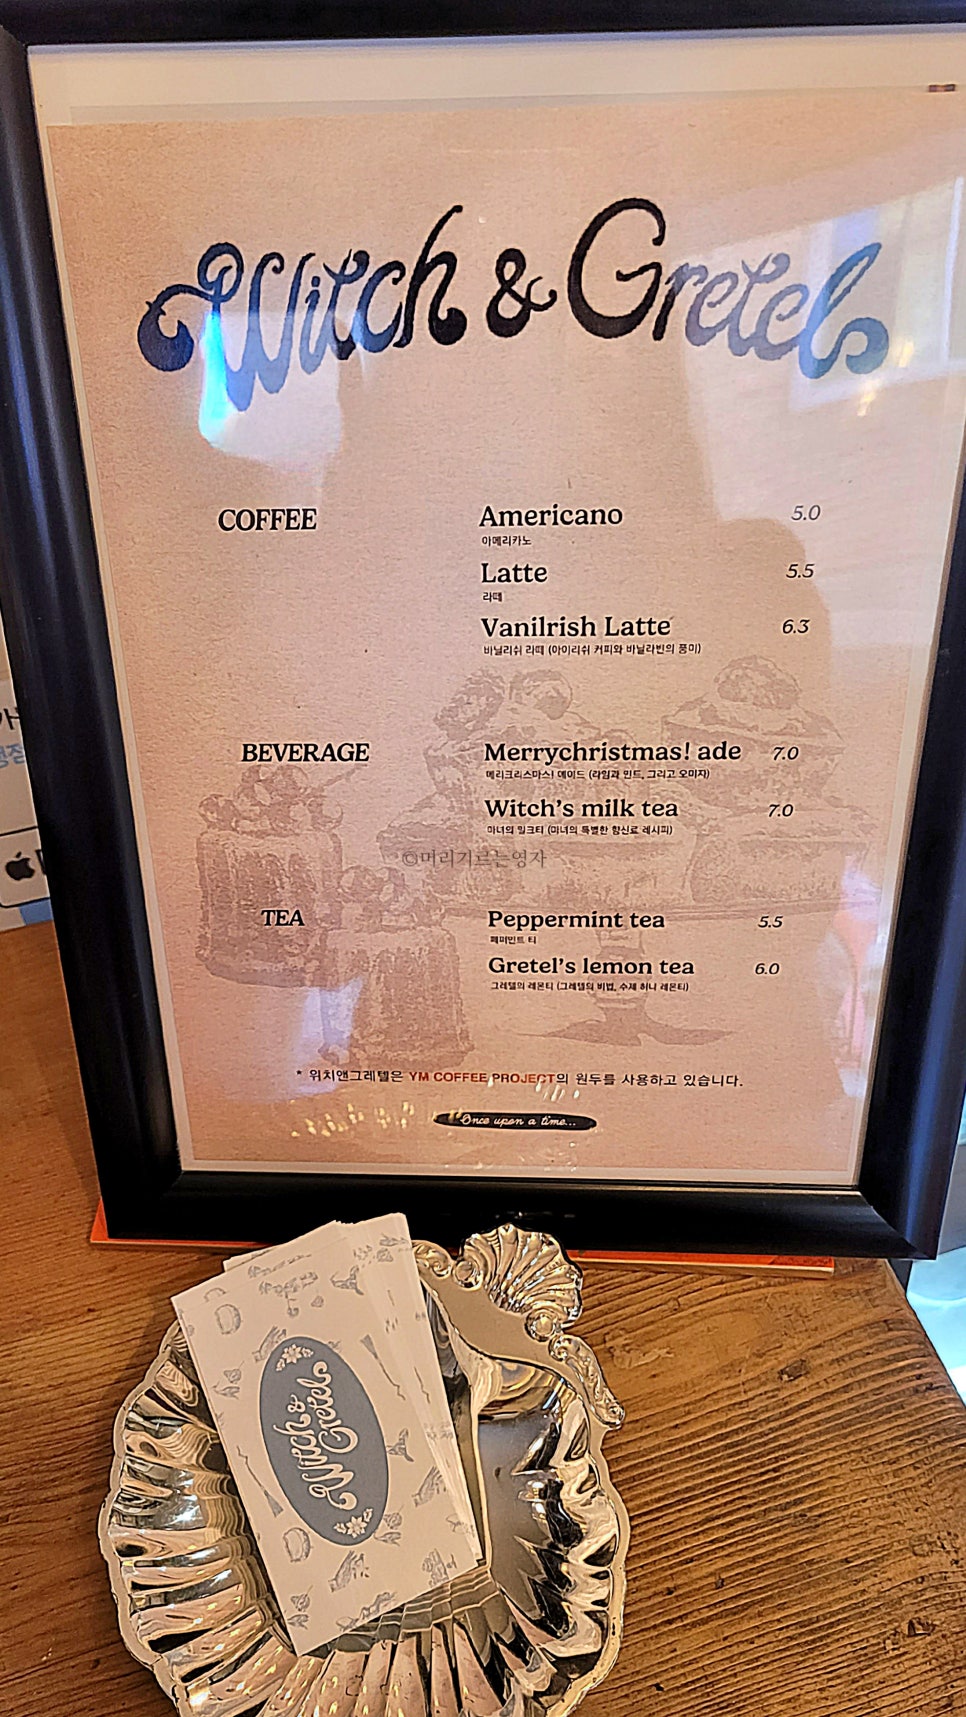 Witch & Gretel
COFFEE
Americano 5.0
아메리카노
Latte 5.5
라떼
Vanilrish Latte 6.3
바닐리쉬 라떼 (아이리쉬 커피와 바닐라빈의 풍미)
BEVERAGE
Merrychristmas! ade 7.0
메리크리스마스! 에이드 (라임과 민트, 그리고 오미자)
Witch's milk tea 7.0
마녀의 밀크티 (마녀의 특별한 향신료 레시피)
©머리기르는영자
TEA
Peppermint tea 5.5
페퍼민트 티
Gretel's lemon tea 6.0
그레텔의 레몬티 (그레텔의 비법, 수제 허니 레몬티)
* 위치앤그레텔은 YM COFFEE PROJECT의 원두를 사용하고 있습니다.
Once upon a time...
Witch &
Gretel